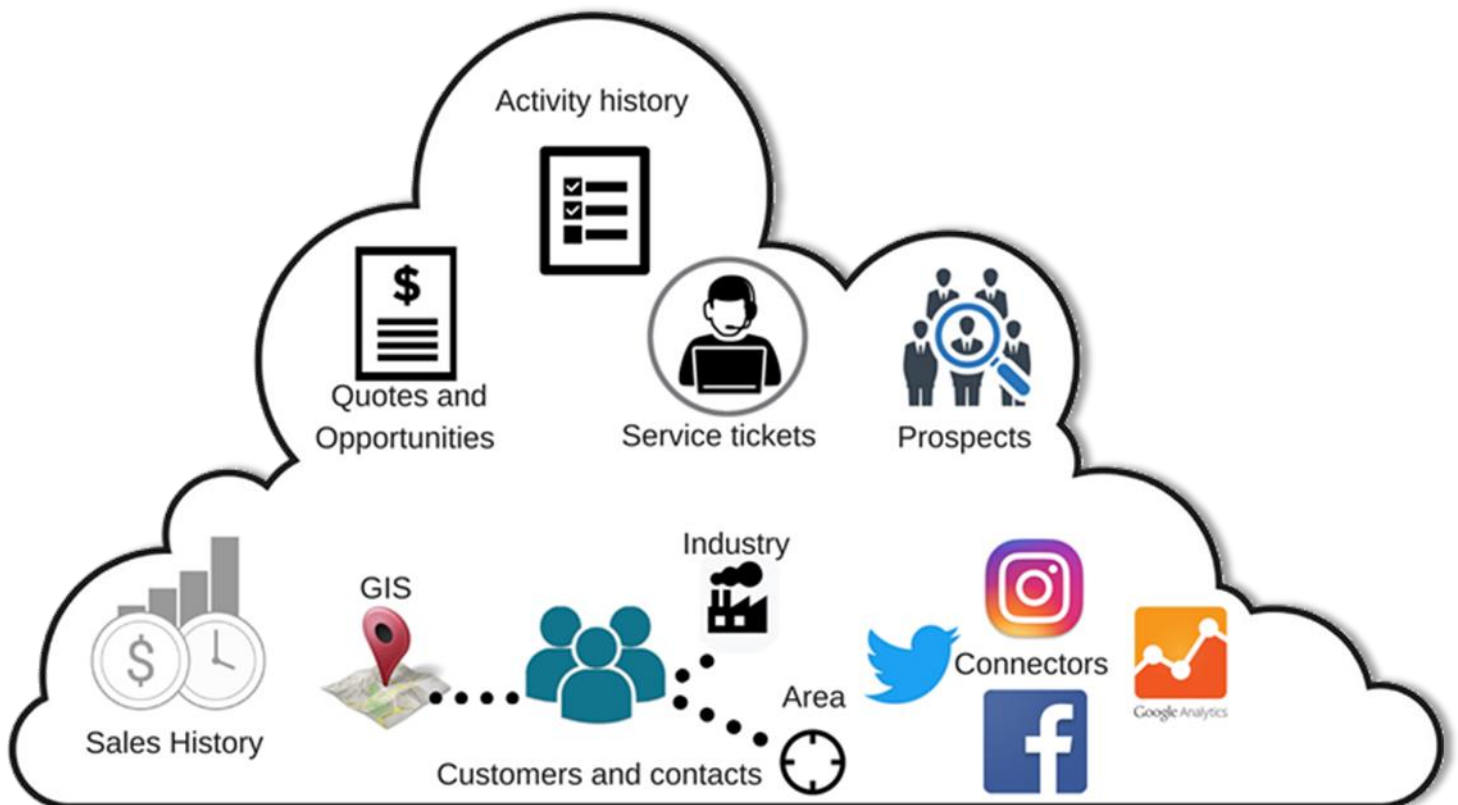 Activity history
$
Quotes and
Opportunities
Service tickets
Prospects
Industry
GIS
$
Connectors
Area
Google Analytics
Sales History
Customers and contacts